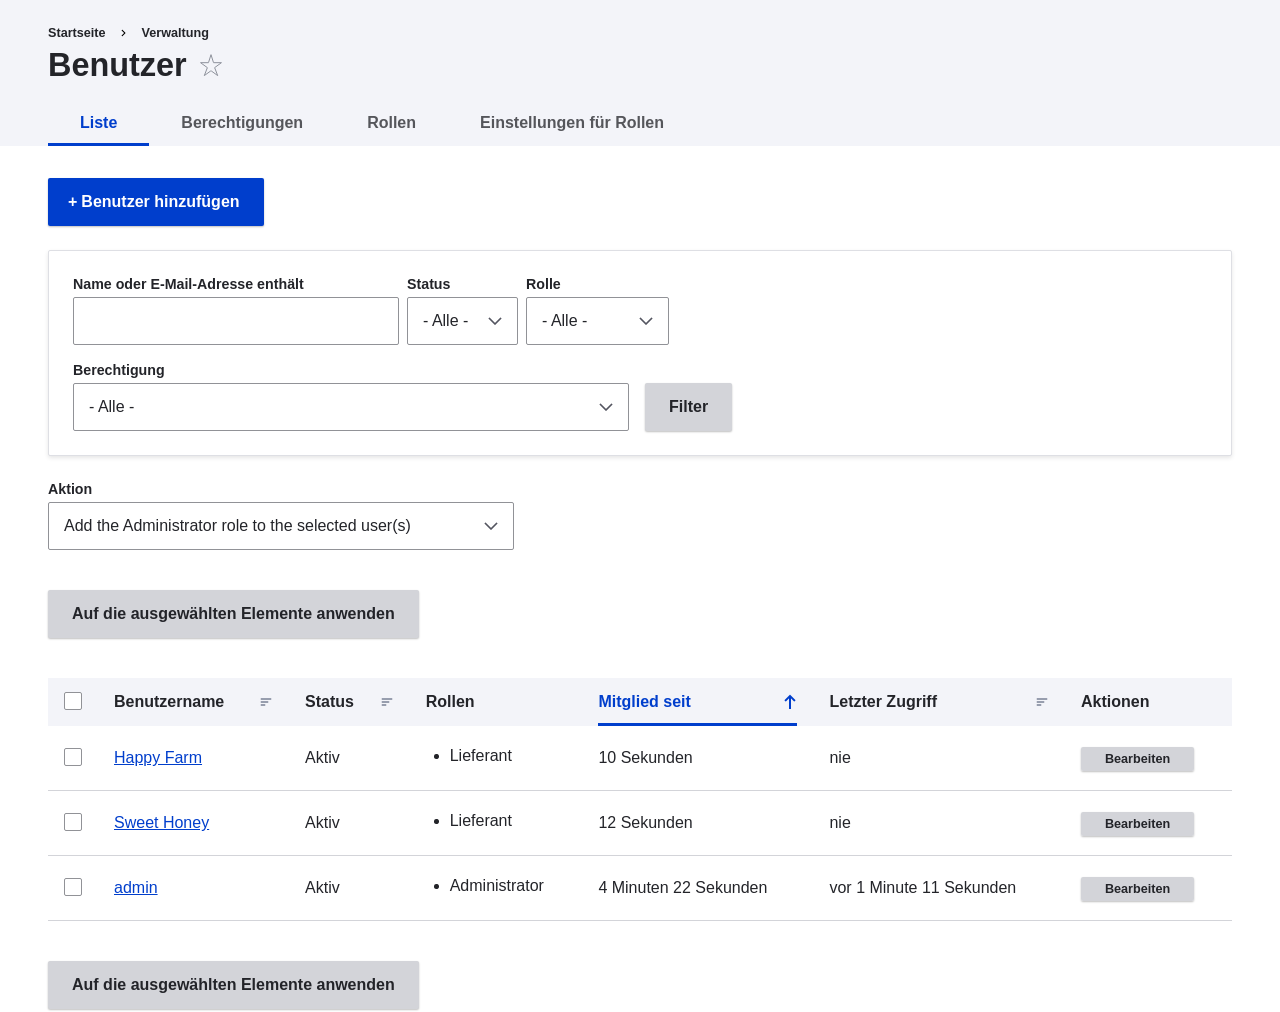 Startseite > Verwaltung
Benutzer
Liste Berechtigungen Rollen Einstellungen für Rollen
+ Benutzer hinzufügen
Name oder E-Mail-Adresse enthält Status Rolle
- Alle - - Alle -
Berechtigung
- Alle - Filter
Aktion
Add the Administrator role to the selected user(s)
Auf die ausgewählten Elemente anwenden
Benutzername Status Rollen Mitglied seit Letzter Zugriff Aktionen
Happy Farm Aktiv • Lieferant 10 Sekunden nie Bearbeiten
Sweet Honey Aktiv • Lieferant 12 Sekunden nie Bearbeiten
admin Aktiv • Administrator 4 Minuten 22 Sekunden vor 1 Minute 11 Sekunden Bearbeiten
Auf die ausgewählten Elemente anwenden